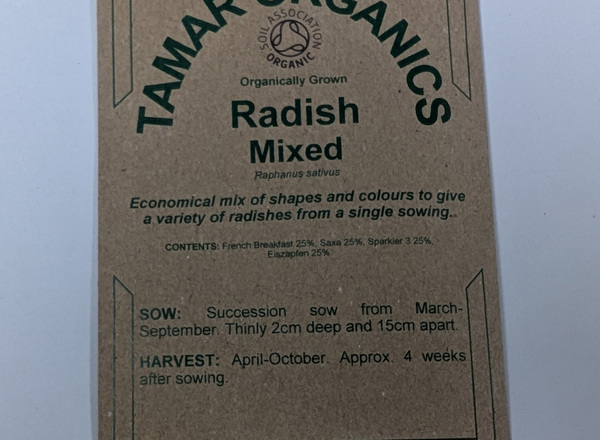 TAMAR ORGANICS
SOIL ASSOCIATION
ORGANIC
Organically Grown
Radish
Mixed
Raphanus sativus
Economical mix of shapes and colours to give
a variety of radishes from a single sowing..
CONTENTS: French Breakfast 25%, Saxa 25%, Sparkler 3 25%,
Eiszapfen 25%
SOW: Succession sow from March-
September. Thinly 2cm deep and 15cm apart.
HARVEST: April-October. Approx. 4 weeks
after sowing.